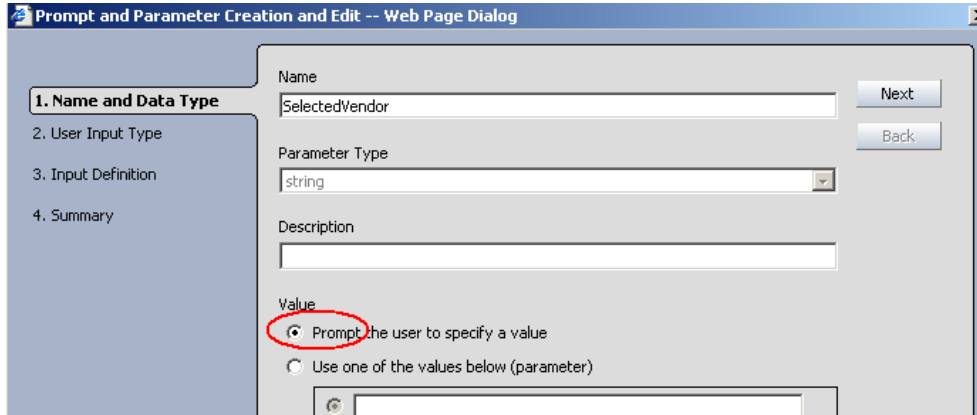 Prompt and Parameter Creation and Edit -- Web Page Dialog
1. Name and Data Type
2. User Input Type
3. Input Definition
4. Summary
Name
SelectedVendor
Parameter Type
string
Description
Value
Prompt the user to specify a value
Use one of the values below (parameter)
Next
Back